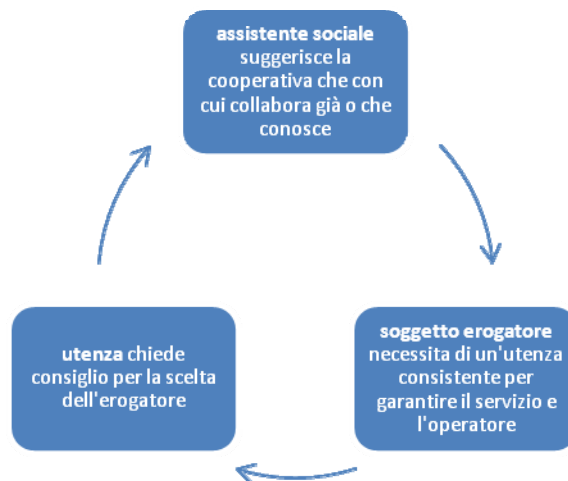 assistente sociale
suggerisce la
cooperativa che con
cui collabora già o che
conosce
soggetto erogatore
necessita di un'utenza
consistente per
garantire il servizio e
l'operatore
utenza chiede
consiglio per la scelta
dell'erogatore